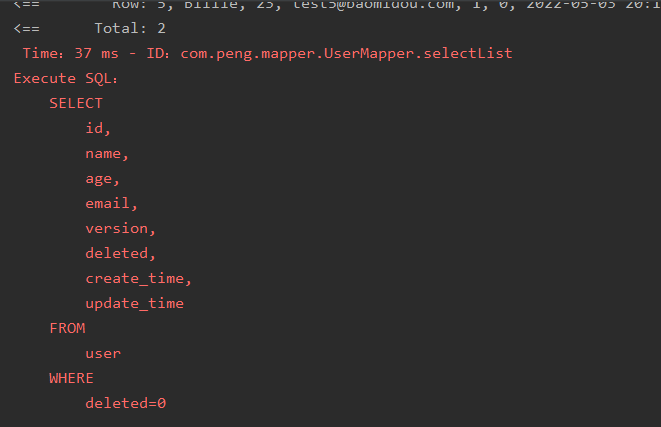 <==        Row: 5, Billie, 23, test5@baomidou.com, 1, 0, 2022-05-03 20:1
<==      Total: 2
Time：37 ms - ID：com.peng.mapper.UserMapper.selectList
Execute SQL：
    SELECT
        id,
        name,
        age,
        email,
        version,
        deleted,
        create_time,
        update_time
    FROM
        user
    WHERE
        deleted=0